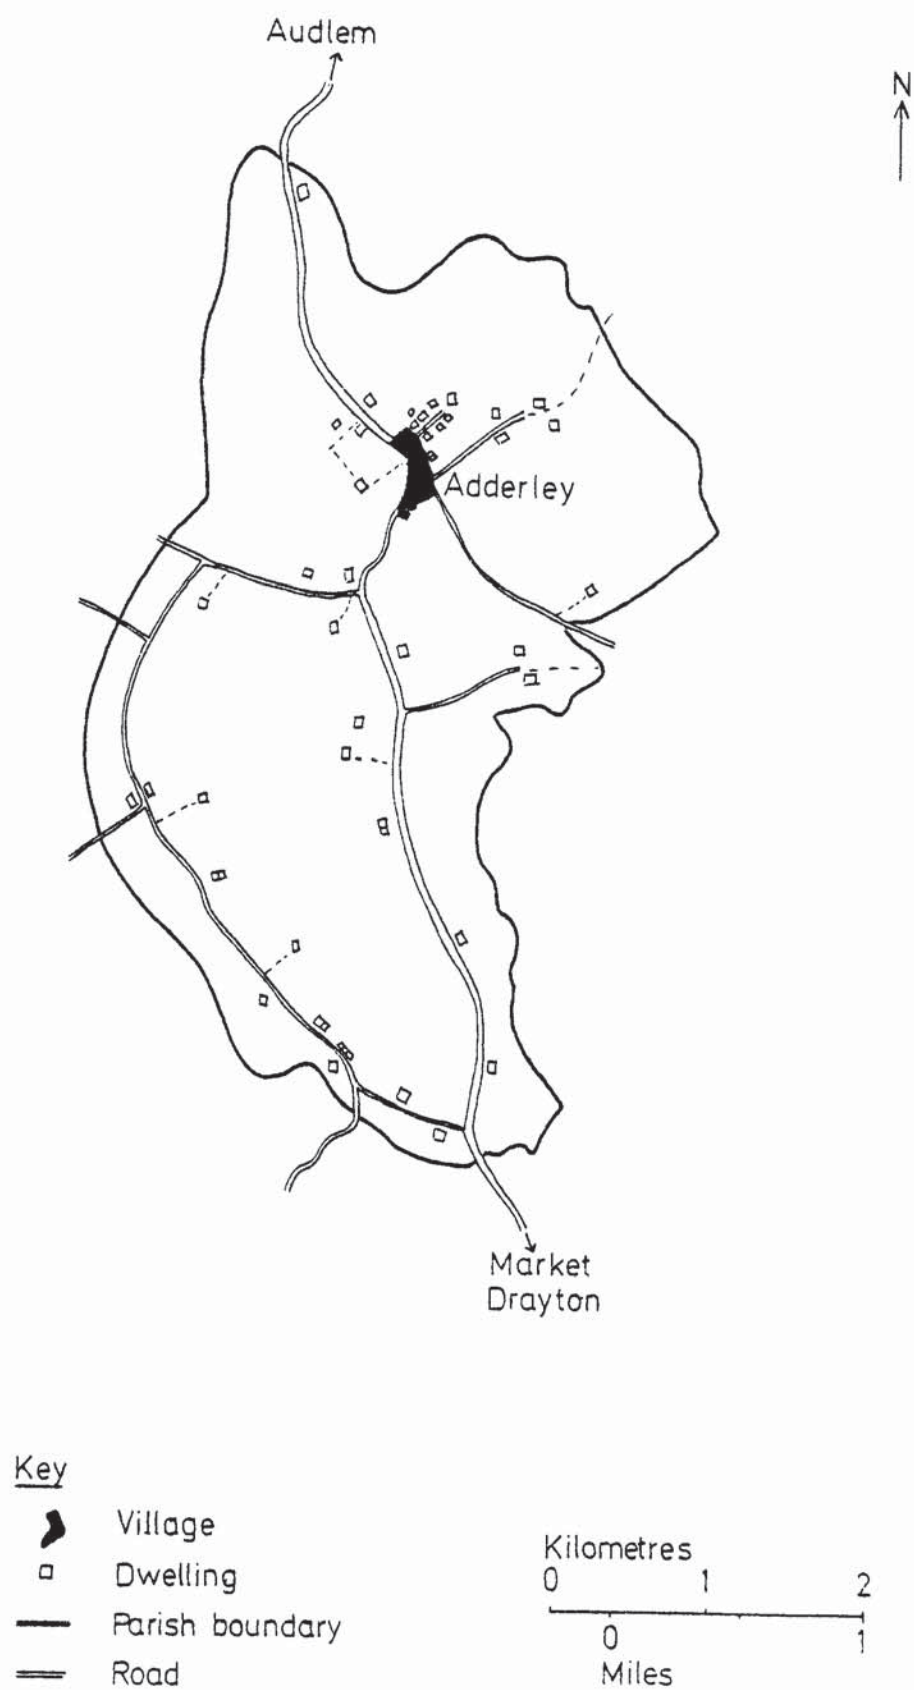 Audlem
N
Adderley
Market
Drayton
Key
Village
Dwelling
Parish boundary
Road
Kilometres
0 1 2
0 1
Miles